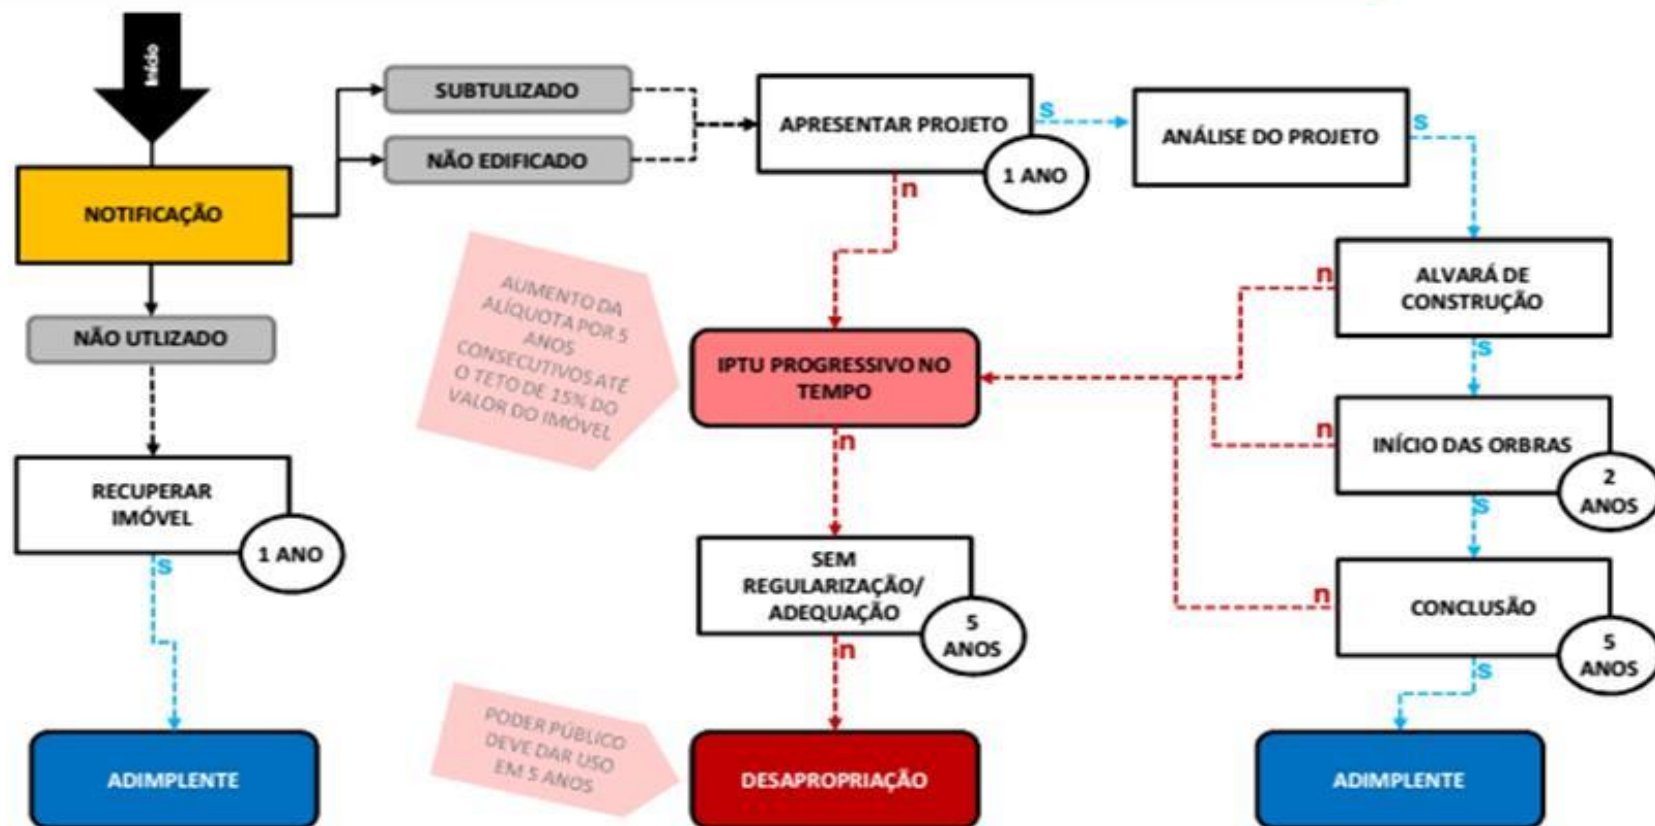 Início
SUBTULIZADO
NÃO EDIFICADO
APRESENTAR PROJETO
1 ANO
n
s
ANÁLISE DO PROJETO
s
NOTIFICAÇÃO
NÃO UTLIZADO
RECUPERAR
IMÓVEL
1 ANO
s
ADIMPLENTE
AUMENTO DA
ALÍQUOTA POR 5
ANOS
CONSECUTIVOS ATÉ
O TETO DE 15% DO
VALOR DO IMÓVEL
IPTU PROGRESSIVO NO
TEMPO
n
SEM
REGULARIZAÇÃO/
ADEQUAÇÃO
5
ANOS
n
PODER PÚBLICO
DEVE DAR USO
EM 5 ANOS
DESAPROPRIAÇÃO
ALVARÁ DE
CONSTRUÇÃO
n
s
INÍCIO DAS ORBRAS
2
ANOS
n
s
CONCLUSÃO
5
ANOS
n
s
ADIMPLENTE